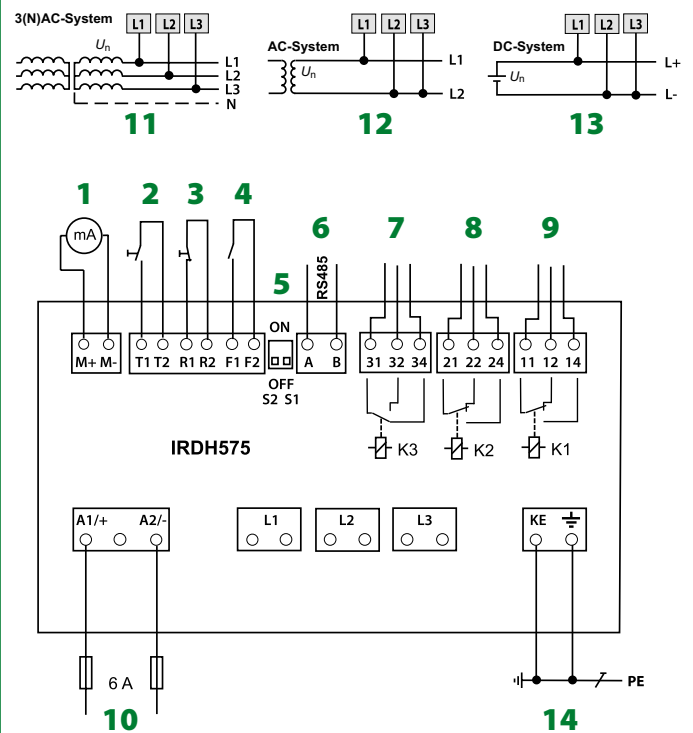 3(N)AC-System L1 L2 L3
Un
L1
L2
L3
N
11
AC-System L1 L2 L3
Un
L1
L2
12
DC-System L1 L2 L3
Un
L+
L-
13
1 2 3 4 5 6 7 8 9
mA
RS485
ON
M+ M- T1 T2 R1 R2 F1 F2 A B 31 32 34 21 22 24 11 12 14
OFF
S2 S1
IRDH575 K3 K2 K1
A1/+ A2/- L1 L2 L3 KE
6 A
PE
10 14